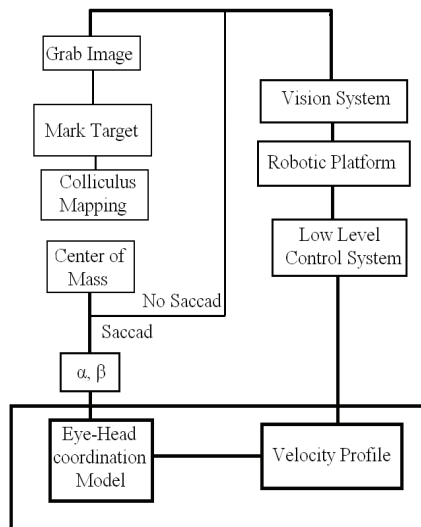 Grab Image
Mark Target
Colliculus
Mapping
Center of
Mass
No Saccad
Saccad
α, β
Eye-Head
coordination
Model
Vision System
Robotic Platform
Low Level
Control System
Velocity Profile